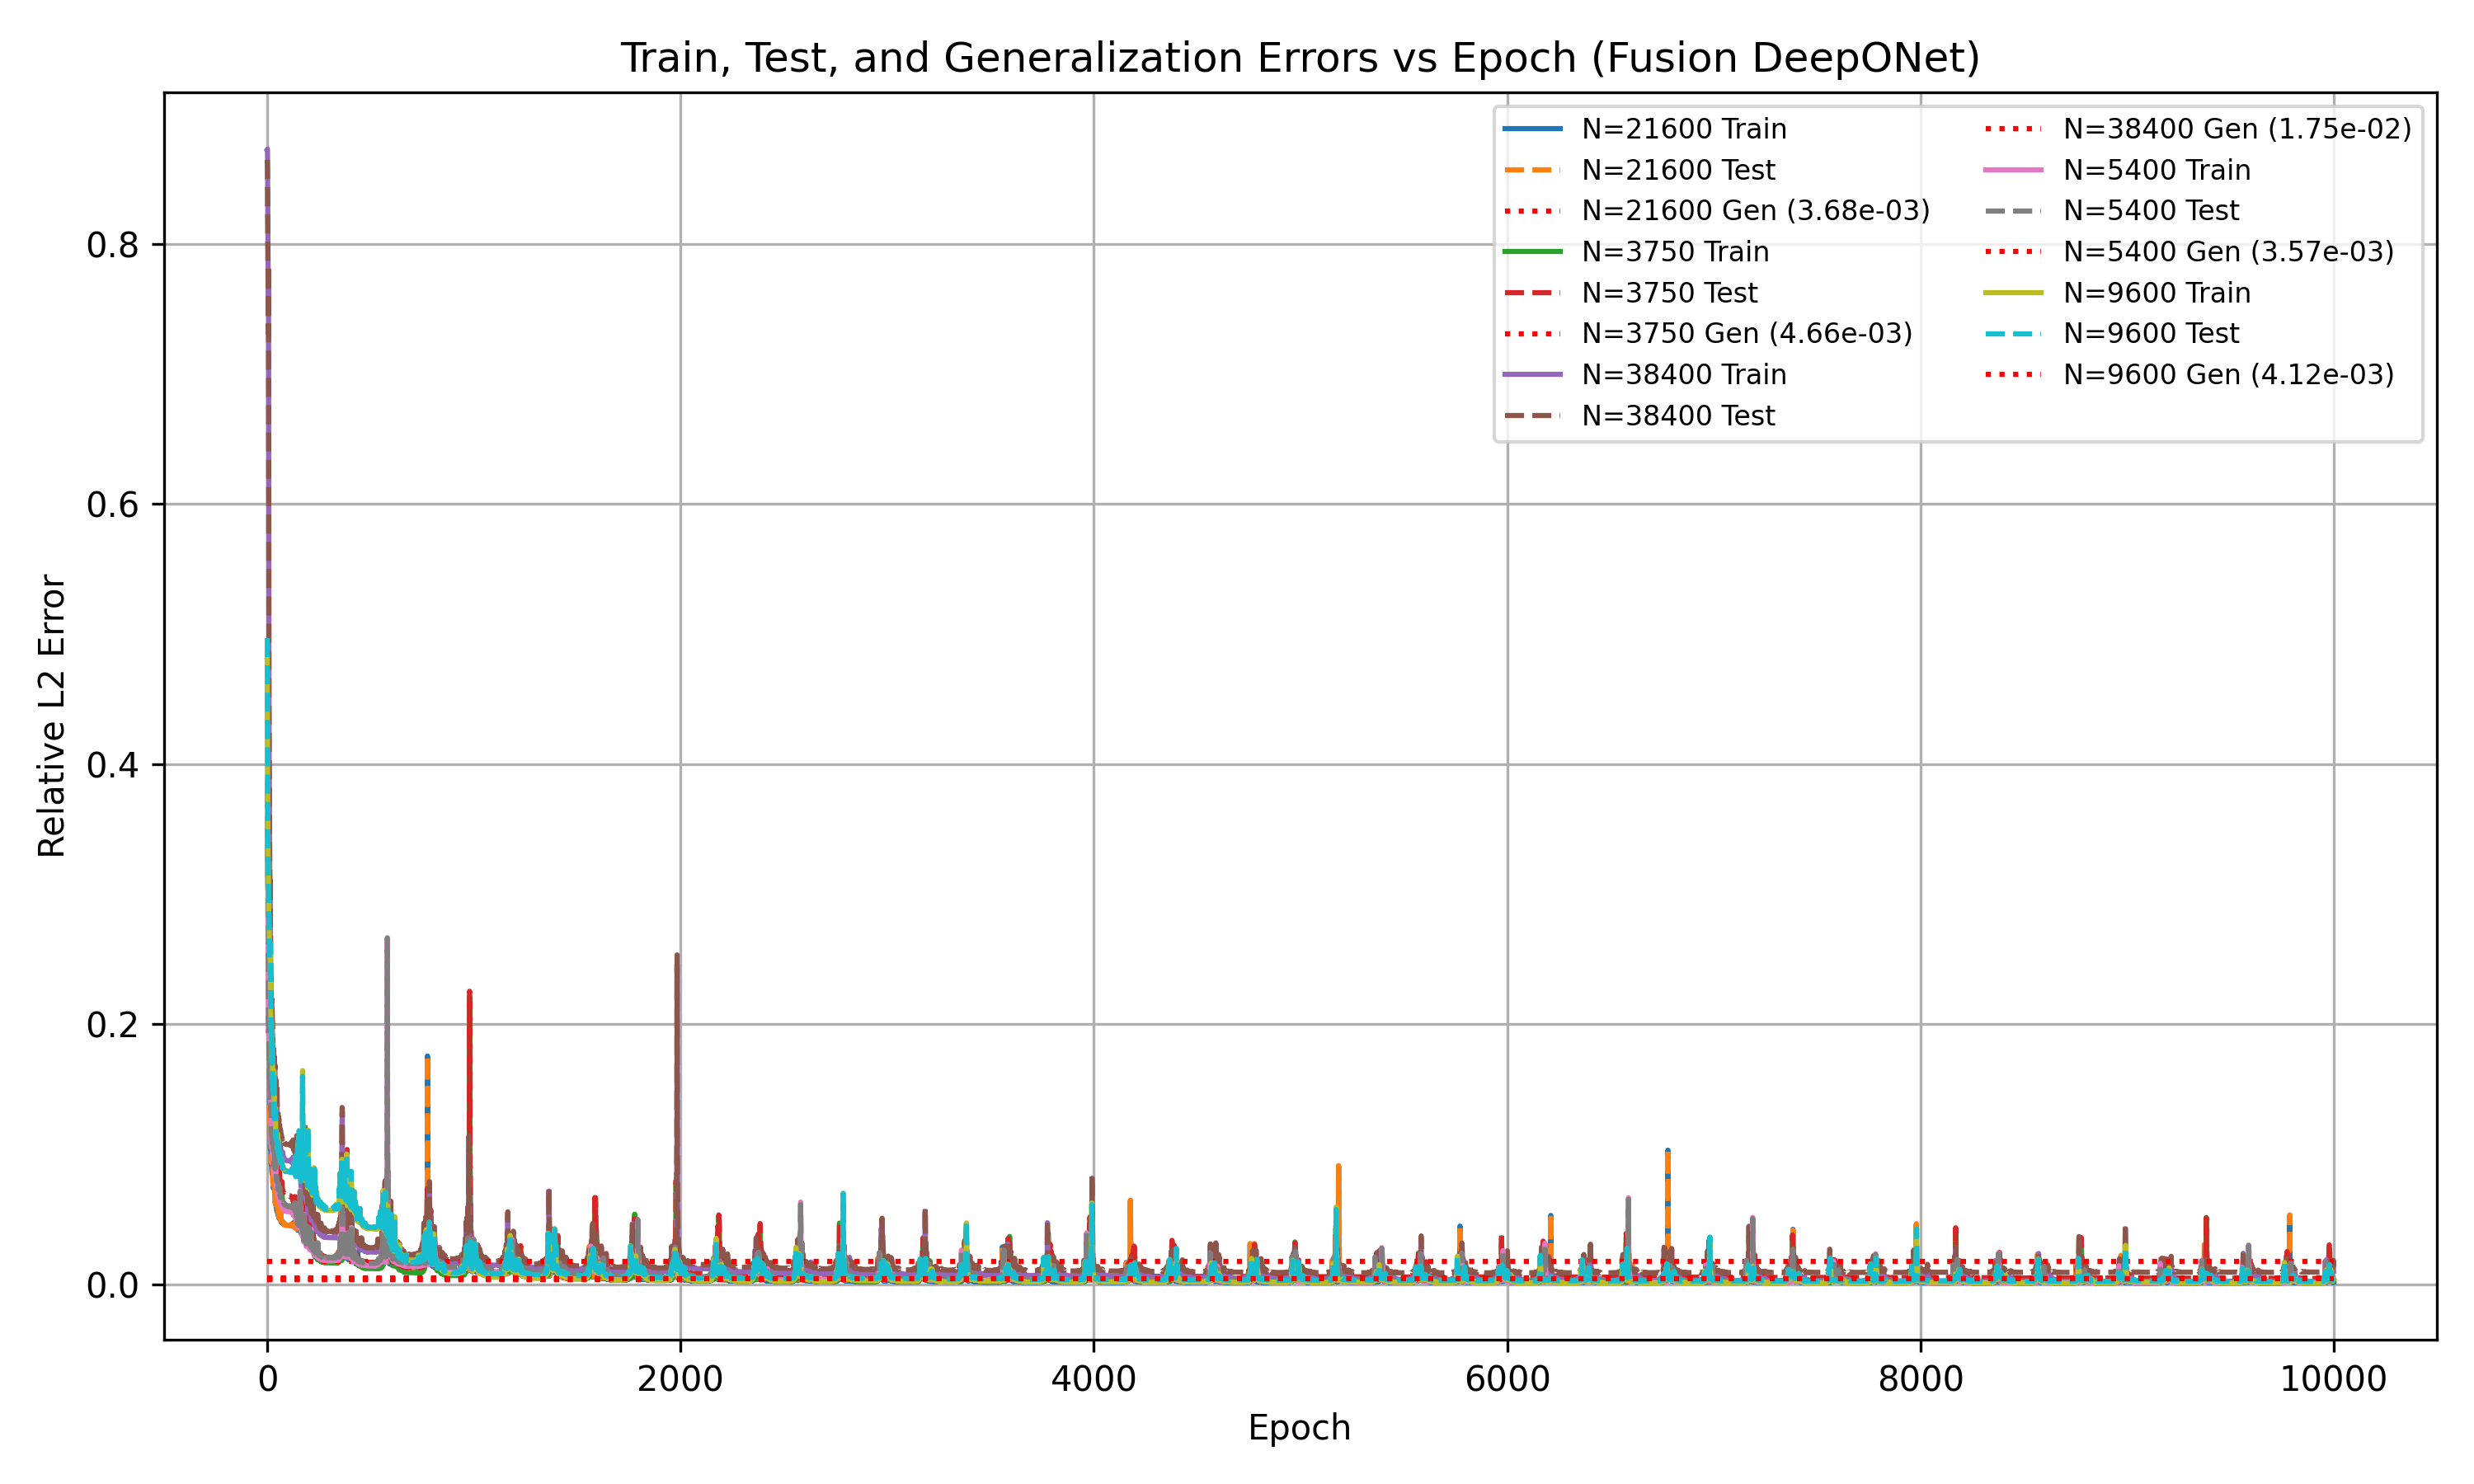 Train, Test, and Generalization Errors vs Epoch (Fusion DeepONet)
N=21600 Train
N=21600 Test
N=21600 Gen (3.68e-03)
N=3750 Train
N=3750 Test
N=3750 Gen (4.66e-03)
N=38400 Train
N=38400 Test
N=38400 Gen (1.75e-02)
N=5400 Train
N=5400 Test
N=5400 Gen (3.57e-03)
N=9600 Train
N=9600 Test
N=9600 Gen (4.12e-03)
Relative L2 Error
0.8
0.6
0.4
0.2
0.0
0 2000 4000 6000 8000 10000
Epoch